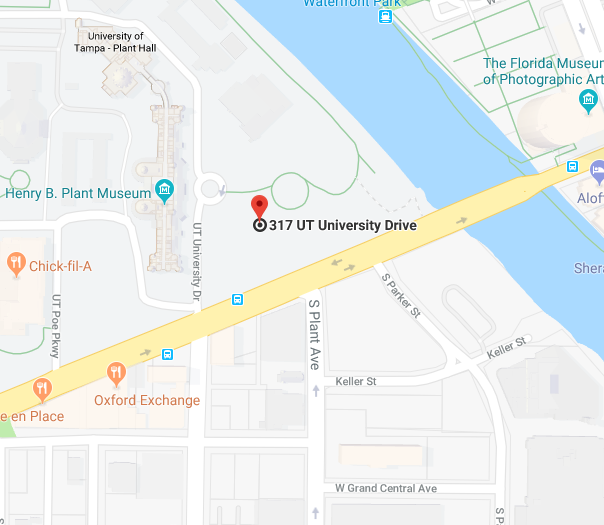 Waterfront Park
University of
Tampa - Plant Hall
The Florida Museu
of Photographic Art
Henry B. Plant Museum
317 UT University Drive
Alof
Chick-fil-A
UT University Dr
Shera
S Parker St
UT Poe Pkwy
S Plant Ave
Keller St
Keller St
Oxford Exchange
e en Place
W Grand Central Ave
S P